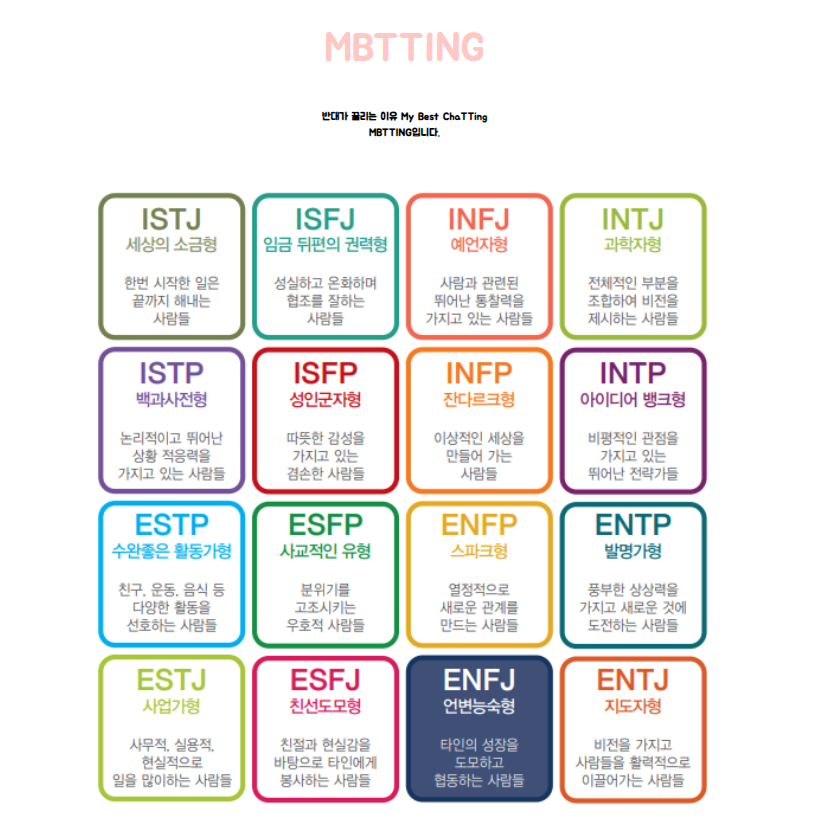 MBTTING
반대가 끌리는 이유 My Best ChaTTing
MBTTING입니다.
ISTJ
세상의 소금형
한번 시작한 일은
끝까지 해내는
사람들
ISFJ
임금 뒤편의 권력형
성실하고 온화하며
협조를 잘하는
사람들
INFJ
예언자형
사람과 관련된
뛰어난 통찰력을
가지고 있는 사람들
INTJ
과학자형
전체적인 부분을
조합하여 비전을
제시하는 사람들
ISTP
백과사전형
논리적이고 뛰어난
상황 적응력을
가지고 있는 사람들
ISFP
성인군자형
따뜻한 감성을
가지고 있는
겸손한 사람들
INFP
잔다르크형
이상적인 세상을
만들어 가는
사람들
INTP
아이디어 뱅크형
비평적인 관점을
가지고 있는
뛰어난 전략가들
ESTP
수완좋은 활동가형
친구, 운동, 음식 등
다양한 활동을
선호하는 사람들
ESFP
사교적인 유형
분위기를
고조시키는
우호적 사람들
ENFP
스파크형
열정적으로
새로운 관계를
만드는 사람들
ENTP
발명가형
풍부한 상상력을
가지고 새로운 것에
도전하는 사람들
ESTJ
사업가형
사무적, 실용적,
현실적으로
일을 많이하는 사람들
ESFJ
친선도모형
친절과 현실감을
바탕으로 타인에게
봉사하는 사람들
ENFJ
언변능숙형
타인의 성장을
도모하고
협동하는 사람들
ENTJ
지도자형
비전을 가지고
사람들을 활력적으로
이끌어가는 사람들